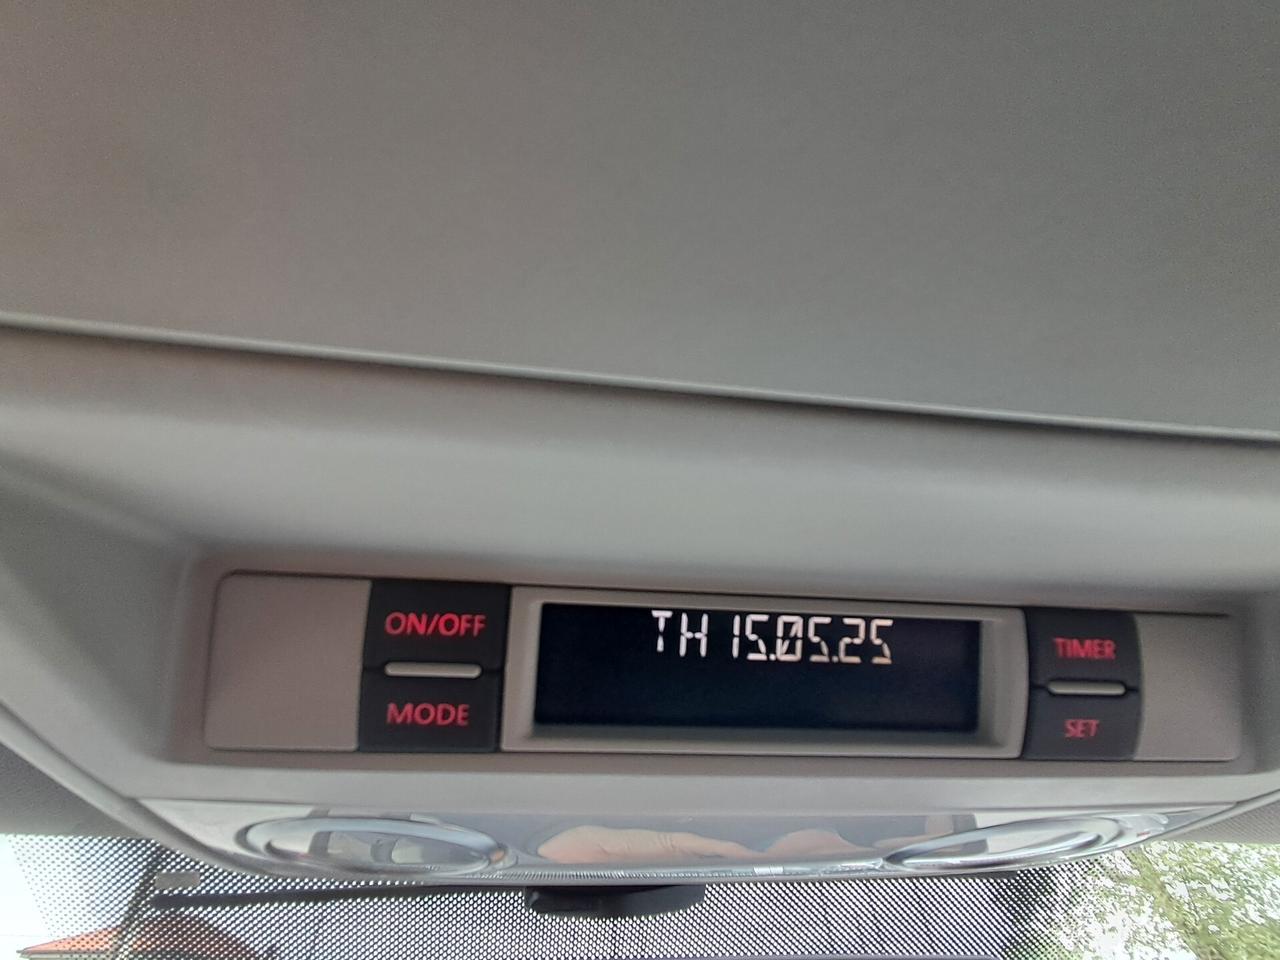 ON/OFF
MODE
TH 15.05.25
TIMER
SET